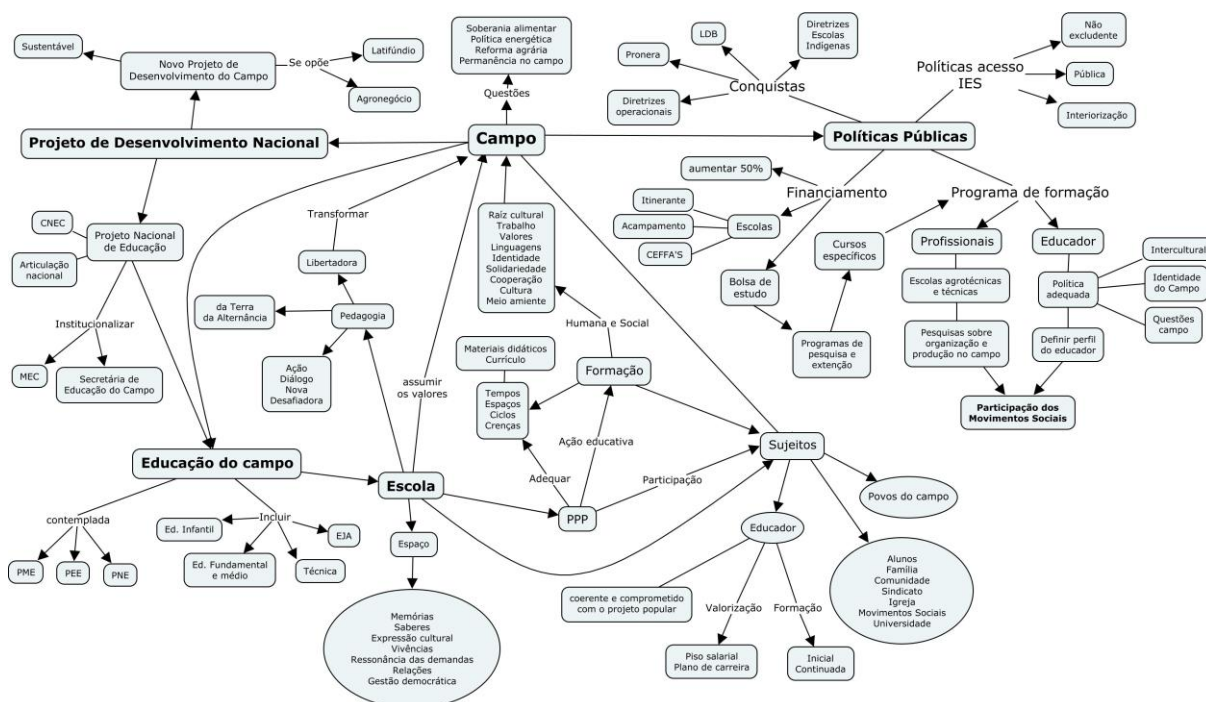 Sustentável
Novo Projeto de
Desenvolvimento do Campo
Se opõe
Latifúndio
Agronegócio
Soberania alimentar
Política energética
Reforma agrária
Permanência no campo
Questões
LDB
Pronera
Diretrizes
Escolas
Indígenas
Conquistas
Diretrizes
operacionais
Políticas acesso
IES
Não
excludente
Pública
Interiorização
Projeto de Desenvolvimento Nacional
Campo
Políticas Públicas
CNEC
Articulação
nacional
Projeto Nacional
de Educação
Institucionalizar
MEC
Secretária de
Educação do Campo
Transformar
Libertadora
da Terra
da Alternância
Pedagogia
Ação
Diálogo
Nova
Desafiadora
assumir
os valores
Raíz cultural
Trabalho
Valores
Linguagens
Identidade
Solidariedade
Cooperação
Cultura
Meio amiente
Humana e Social
Materiais didáticos
Currículo
Formação
Tempos
Espaços
Ciclos
Crenças
Ação educativa
Adequar
Participação
aumentar 50%
Financiamento
Itinerante
Acampamento
CEFFA'S
Escolas
Bolsa de
estudo
Programas de
pesquisa e
extenção
Cursos
específicos
Programa de formação
Profissionais
Educador
Escolas agrotécnicas
e técnicas
Pesquisas sobre
organização e
produção no campo
Política
adequada
Intercultural
Identidade
do Campo
Questões
campo
Definir perfil
do educador
Participação dos
Movimentos Sociais
Educação do campo
Escola
PPP
Sujeitos
contemplada
PME
PEE
PNE
Incluir
Ed. Infantil
Ed. Fundamental
e médio
Técnica
EJA
Espaço
Memórias
Saberes
Expressão cultural
Vivências
Ressonância das demandas
Relações
Gestão democrática
Povos do campo
Educador
coerente e comprometido
com o projeto popular
Valorização
Formação
Piso salarial
Plano de carreira
Inicial
Continuada
Alunos
Família
Comunidade
Sindicato
Igreja
Movimentos Sociais
Universidade